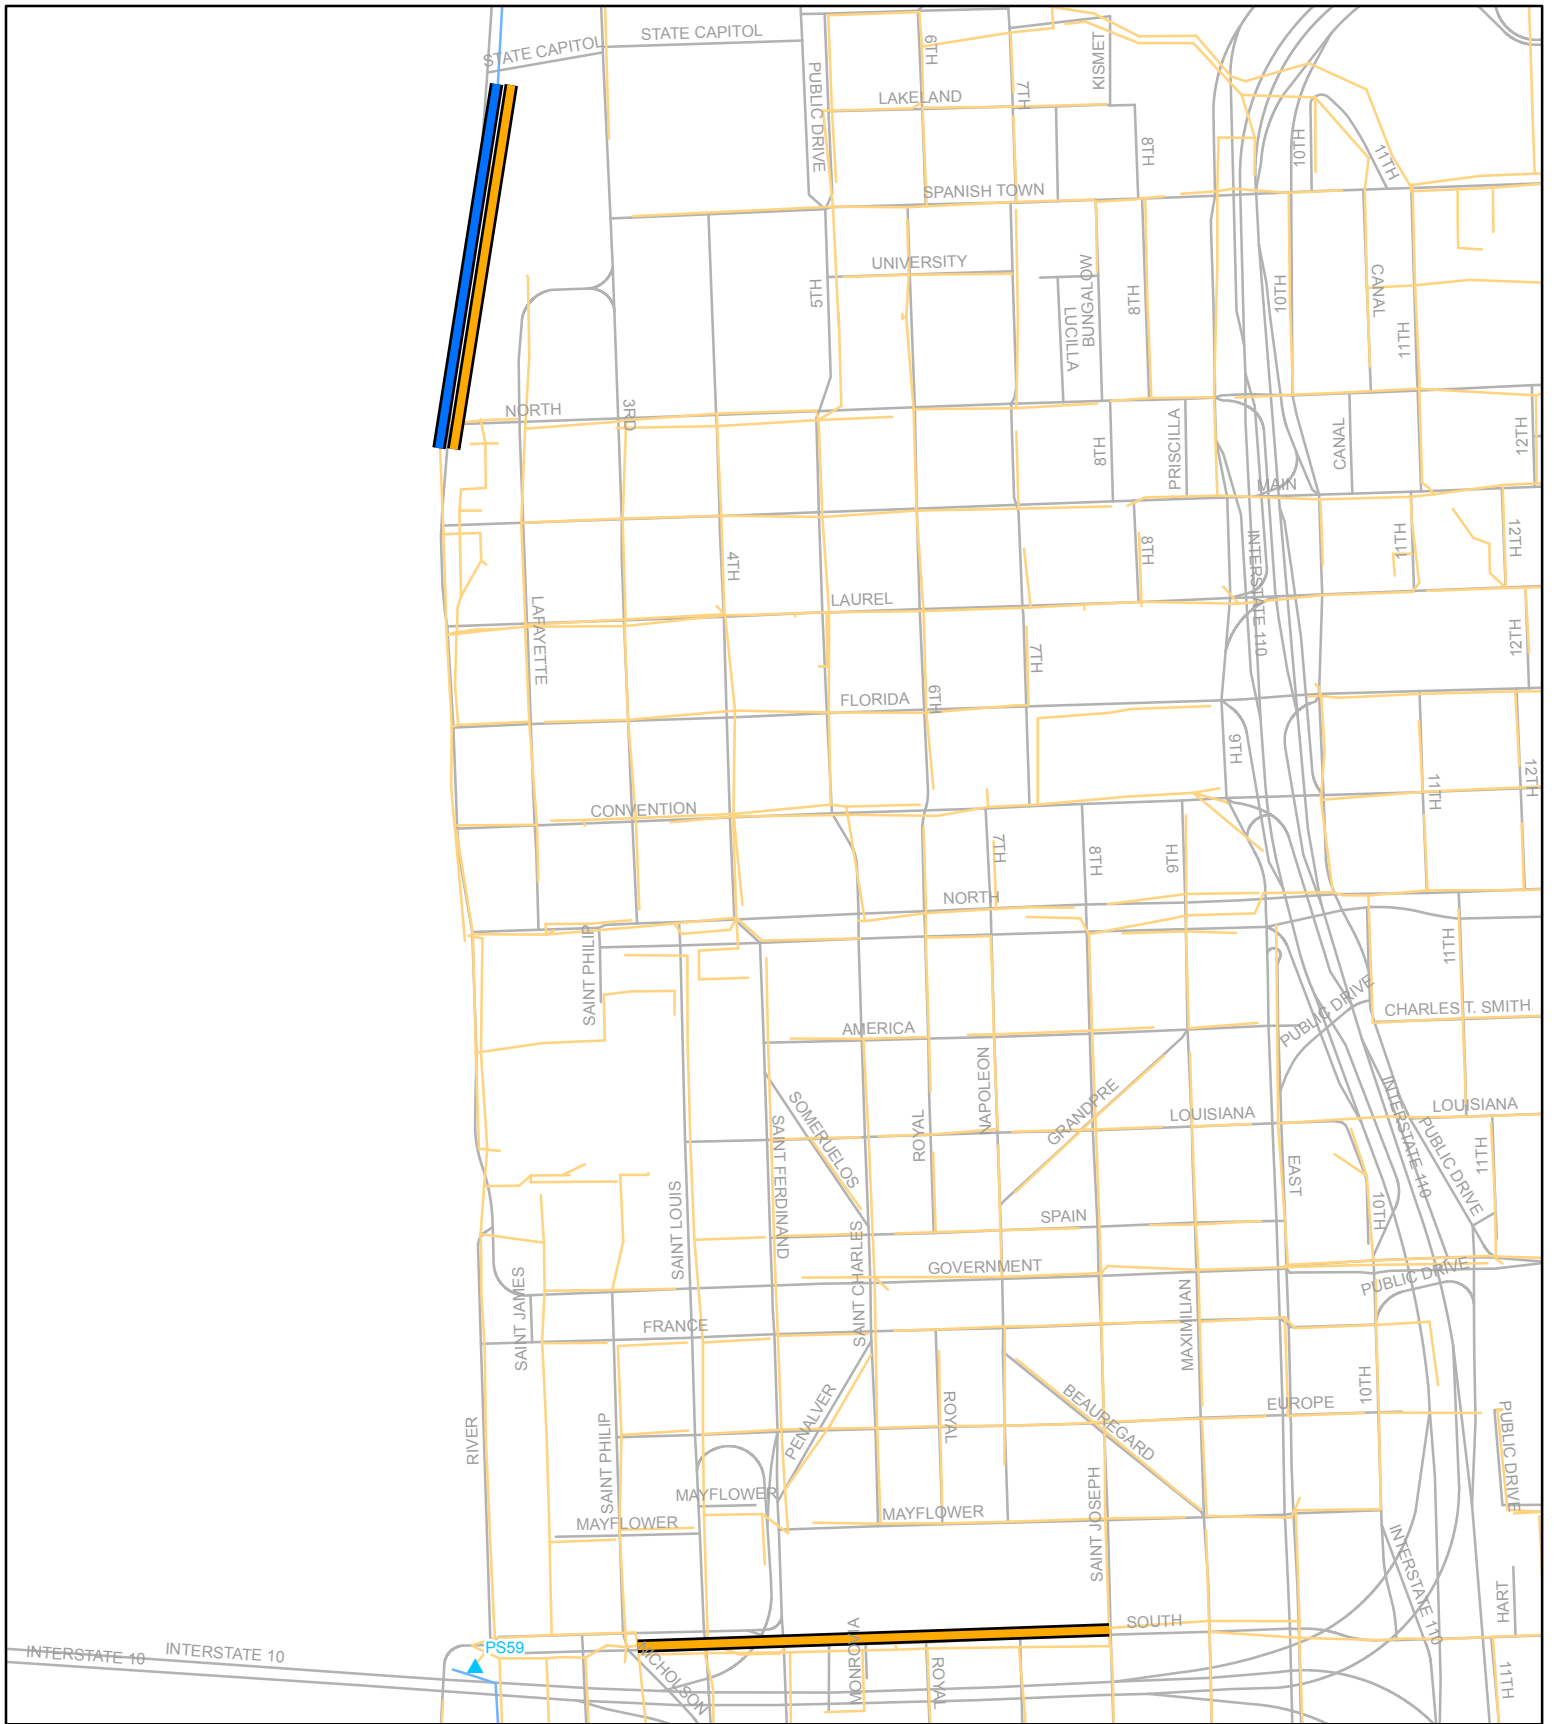 STATE CAPITOL
STATE CAPITOL
6TH
KISMET
PUBLIC DRIVE
LAKELAND
7TH
8TH
10TH
11TH
SPANISH TOWN
UNIVERSITY
5TH
BUNGALOW
LUCILLA
8TH
10TH
CANAL
11TH
NORTH
3RD
8TH
PRISCILLA
CANAL
12TH
MAIN
4TH
8TH
INTERSTATE 110
11TH
12TH
LAFAYETTE
LAUREL
7TH
12TH
FLORIDA
6TH
9TH
11TH
12TH
CONVENTION
7TH
8TH
9TH
NORTH
SAINT PHILIP
11TH
PUBLIC DRIVE
CHARLES T. SMITH
AMERICA
NAPOLEON
SOMERUELOS
ROYAL
GRANDPRE
LOUISIANA
LOUISIANA
INTERSTATE 110
PUBLIC DRIVE
11TH
SAINT FERDINAND
EAST
SAINT LOUIS
10TH
SPAIN
SAINT CHARLES
GOVERNMENT
PUBLIC DRIVE
SAINT JAMES
MAXIMILIAN
FRANCE
10TH
PENALVER
ROYAL
BEAUREGARD
EUROPE
PUBLIC DRIVE
RIVER
SAINT PHILIP
MAYFLOWER
MAYFLOWER
MAYFLOWER
SAINT JOSEPH
INTERSTATE 110
HART
SOUTH
PS59
INTERSTATE 10
INTERSTATE 10
NICHOLSON
MONROVIA
ROYAL
11TH